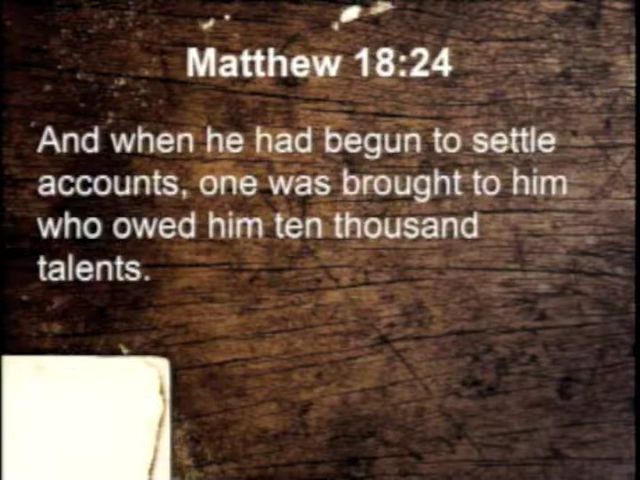 Matthew 18:24
And when he had begun to settle
accounts, one was brought to him
who owed him ten thousand
talents.